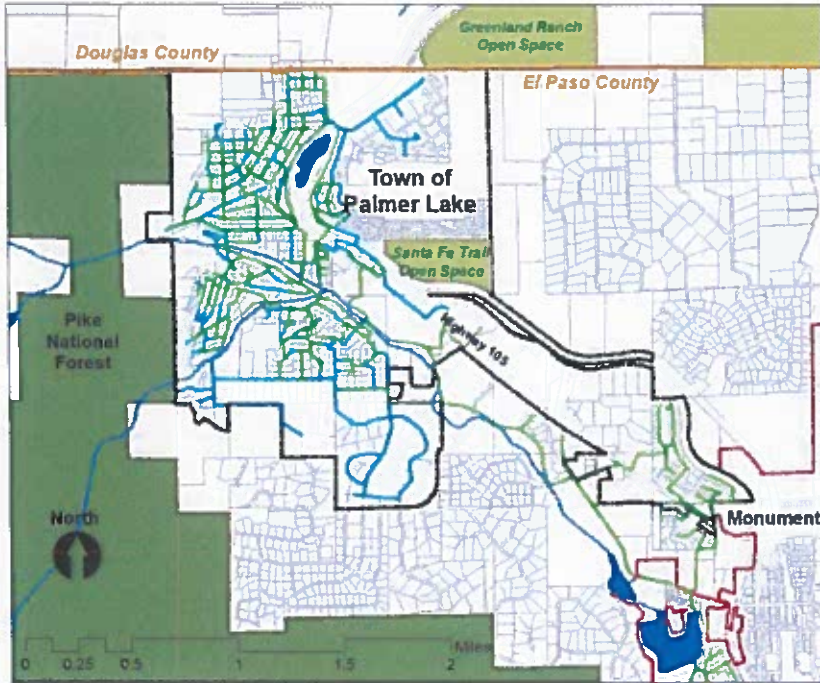 Greenland Ranch
Open Space
Douglas County
El Paso County
Town of
Palmer Lake
Santa Fe Trail
Open Space
Pike
National
Forest
Highway 105
North
Monument
Miles
0 0.25 0.5 1 1.5 2